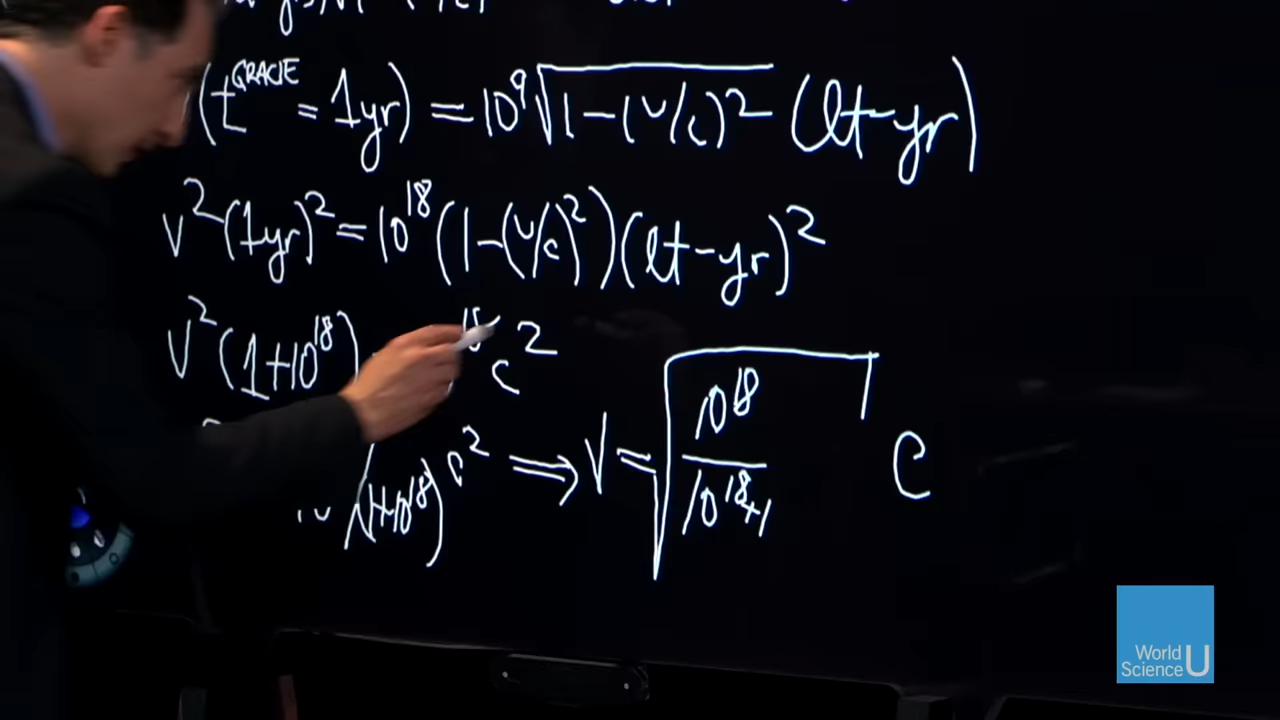 (t^GRACIE = 1yr) = 10^9 √(1-(v/c)^2) (lt-yr)
v^2 (1yr)^2 = 10^18 (1-(v/c)^2)(lt-yr)^2
v^2 (1+10^18) c^2
/(1+10^18) c^2 ⟹ v = √(10^18 / 10^18+1) c
World
Science U